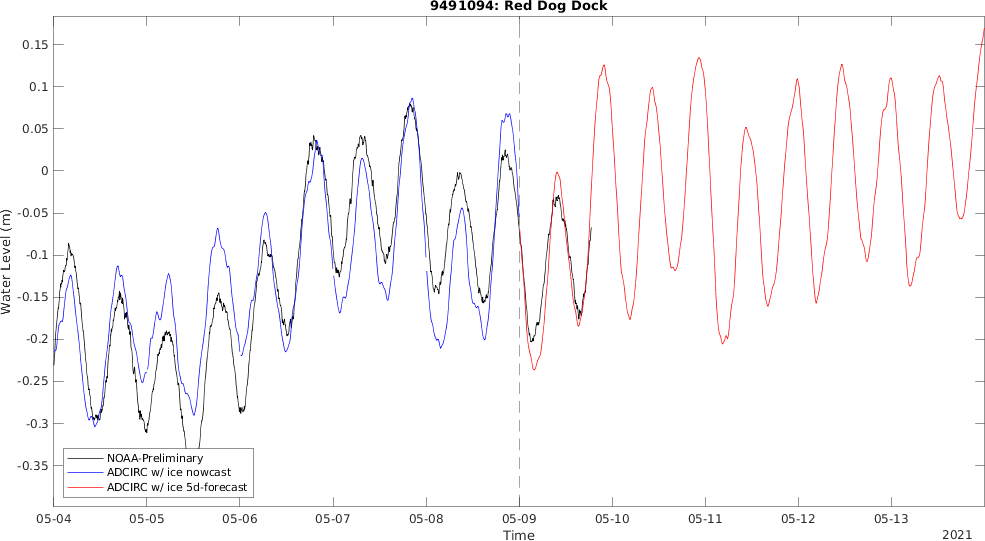 9491094: Red Dog Dock
Water Level (m)
0.15
0.1
0.05
0
-0.05
-0.1
-0.15
-0.2
-0.25
-0.3
-0.35
NOAA-Preliminary
ADCIRC w/ ice nowcast
ADCIRC w/ ice 5d-forecast
05-04 05-05 05-06 05-07 05-08 05-09 05-10 05-11 05-12 05-13
Time
2021